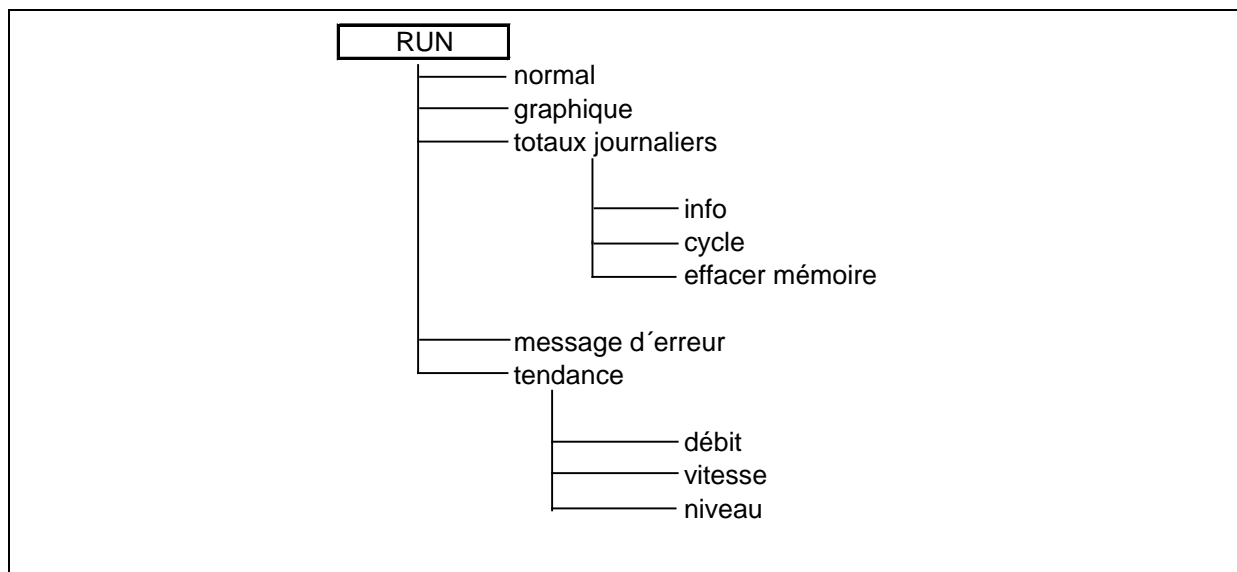 RUN
normal
graphique
totaux journaliers
info
cycle
effacer mémoire
message d´erreur
tendance
débit
vitesse
niveau